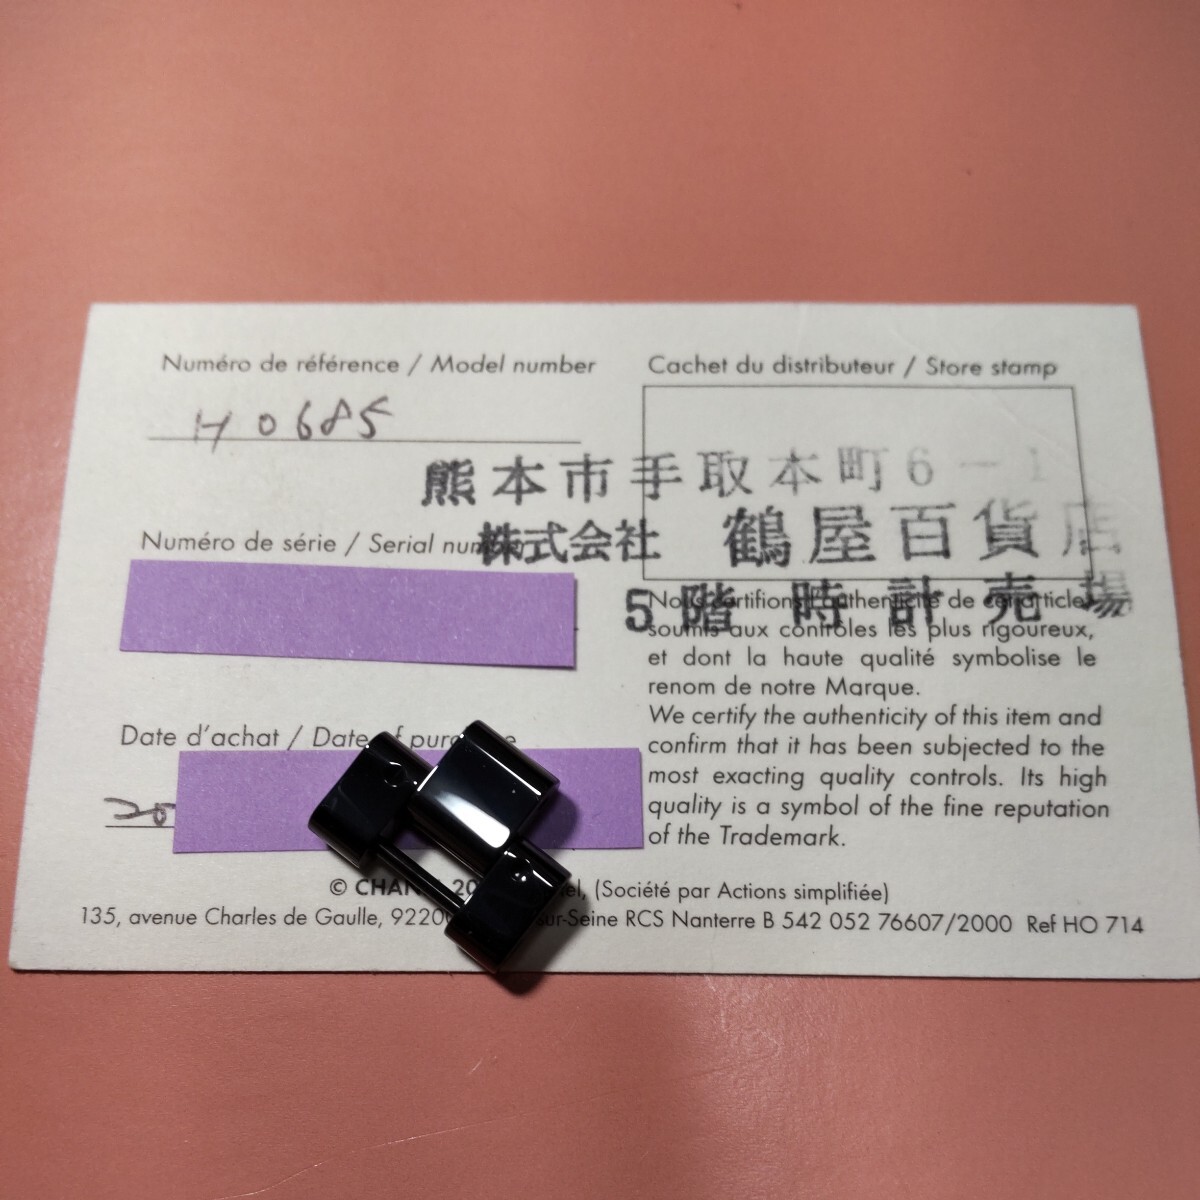 Numéro de référence / Model number
H0685
Cachet du distributeur / Store stamp
熊本市手取本町6-1
株式会社 鶴屋百貨店
5階 時計売場
Numéro de série / Serial
Date d'achat / Date of purchase
20
de cet article
soumis aux contrôles les plus rigoureux,
et dont la haute qualité symbolise le
renom de notre Marque.
We certify the authenticity of this item and
confirm that it has been subjected to the
most exacting quality controls. Its high
quality is a symbol of the fine reputation
of the Trademark.
© (Société par Actions simplifiée)
135, avenue Charles de Gaulle, RCS Nanterre B 542 052 76607/2000 Ref HO 714